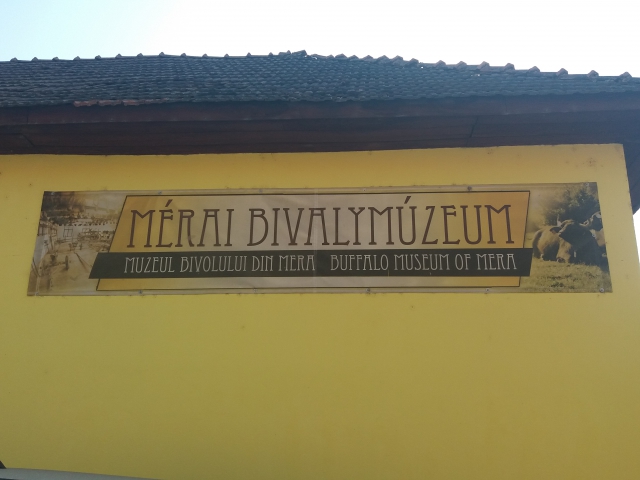 MÉRAI BIVALYMÚZEUM
MUZEUL BIVOLULUI DIN MERA BUFFALO MUSEUM OF MERA